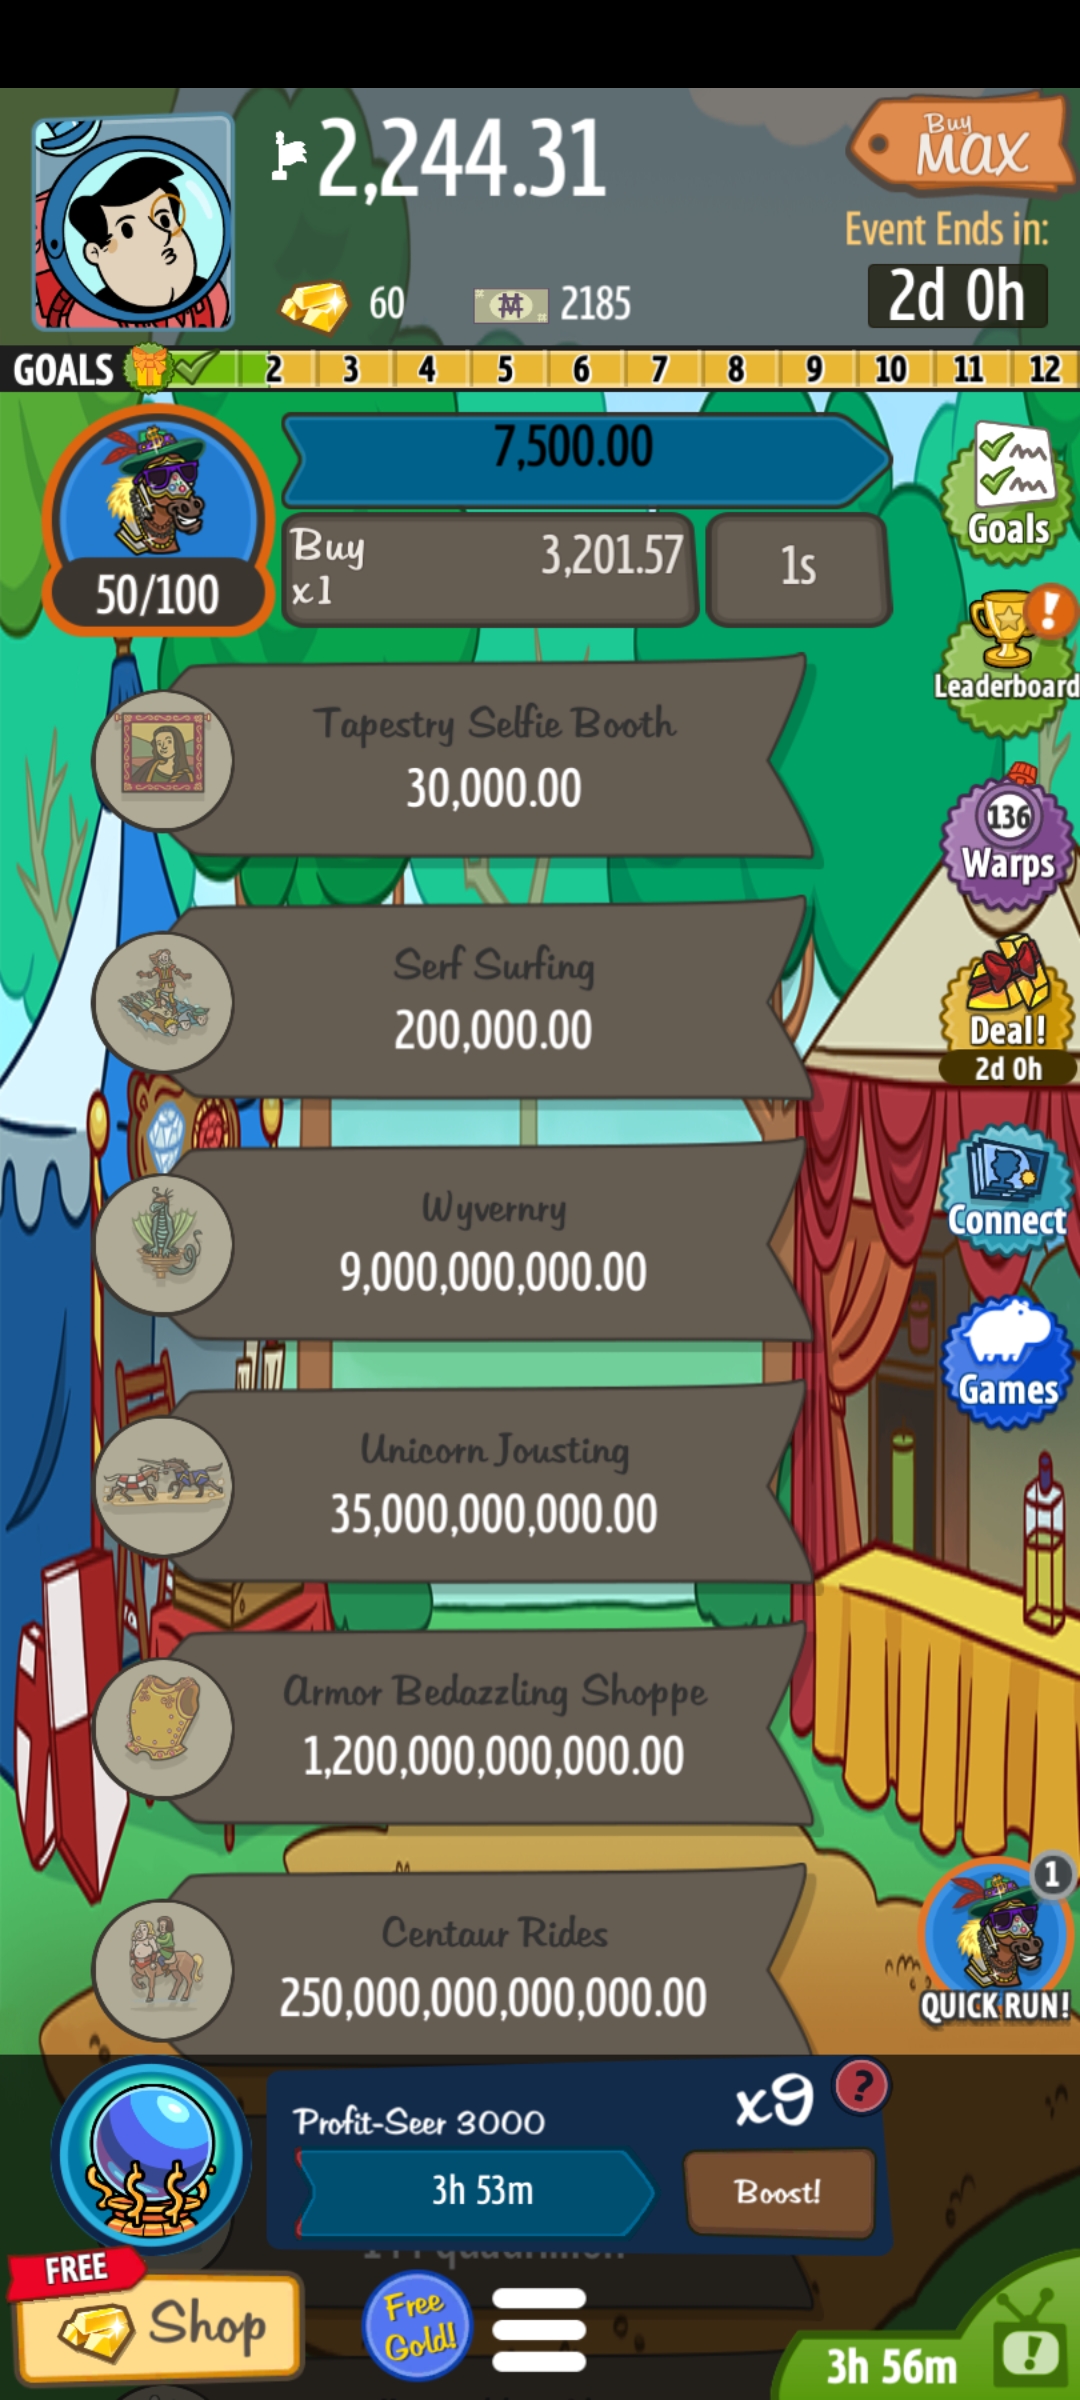 2,244.31
Buy
MAX
Event Ends in:
60
2185
2d 0h
GOALS 2 3 4 5 6 7 8 9 10 11 12
7,500.00
Goals
Buy
x1
3,201.57
1s
50/100
Leaderboard
Tapestry Selfie Booth
30,000.00
136
Warps
Serf Surfing
200,000.00
Deal!
2d 0h
Wyvernry
9,000,000,000.00
Connect
Games
Unicorn Jousting
35,000,000,000.00
Armor Bedazzling Shoppe
1,200,000,000,000.00
1
Centaur Rides
250,000,000,000,000.00
QUICK RUN!
Profit-Seer 3000
x9
?
3h 53m
Boost!
FREE
Shop
Free
Gold!
3h 56m